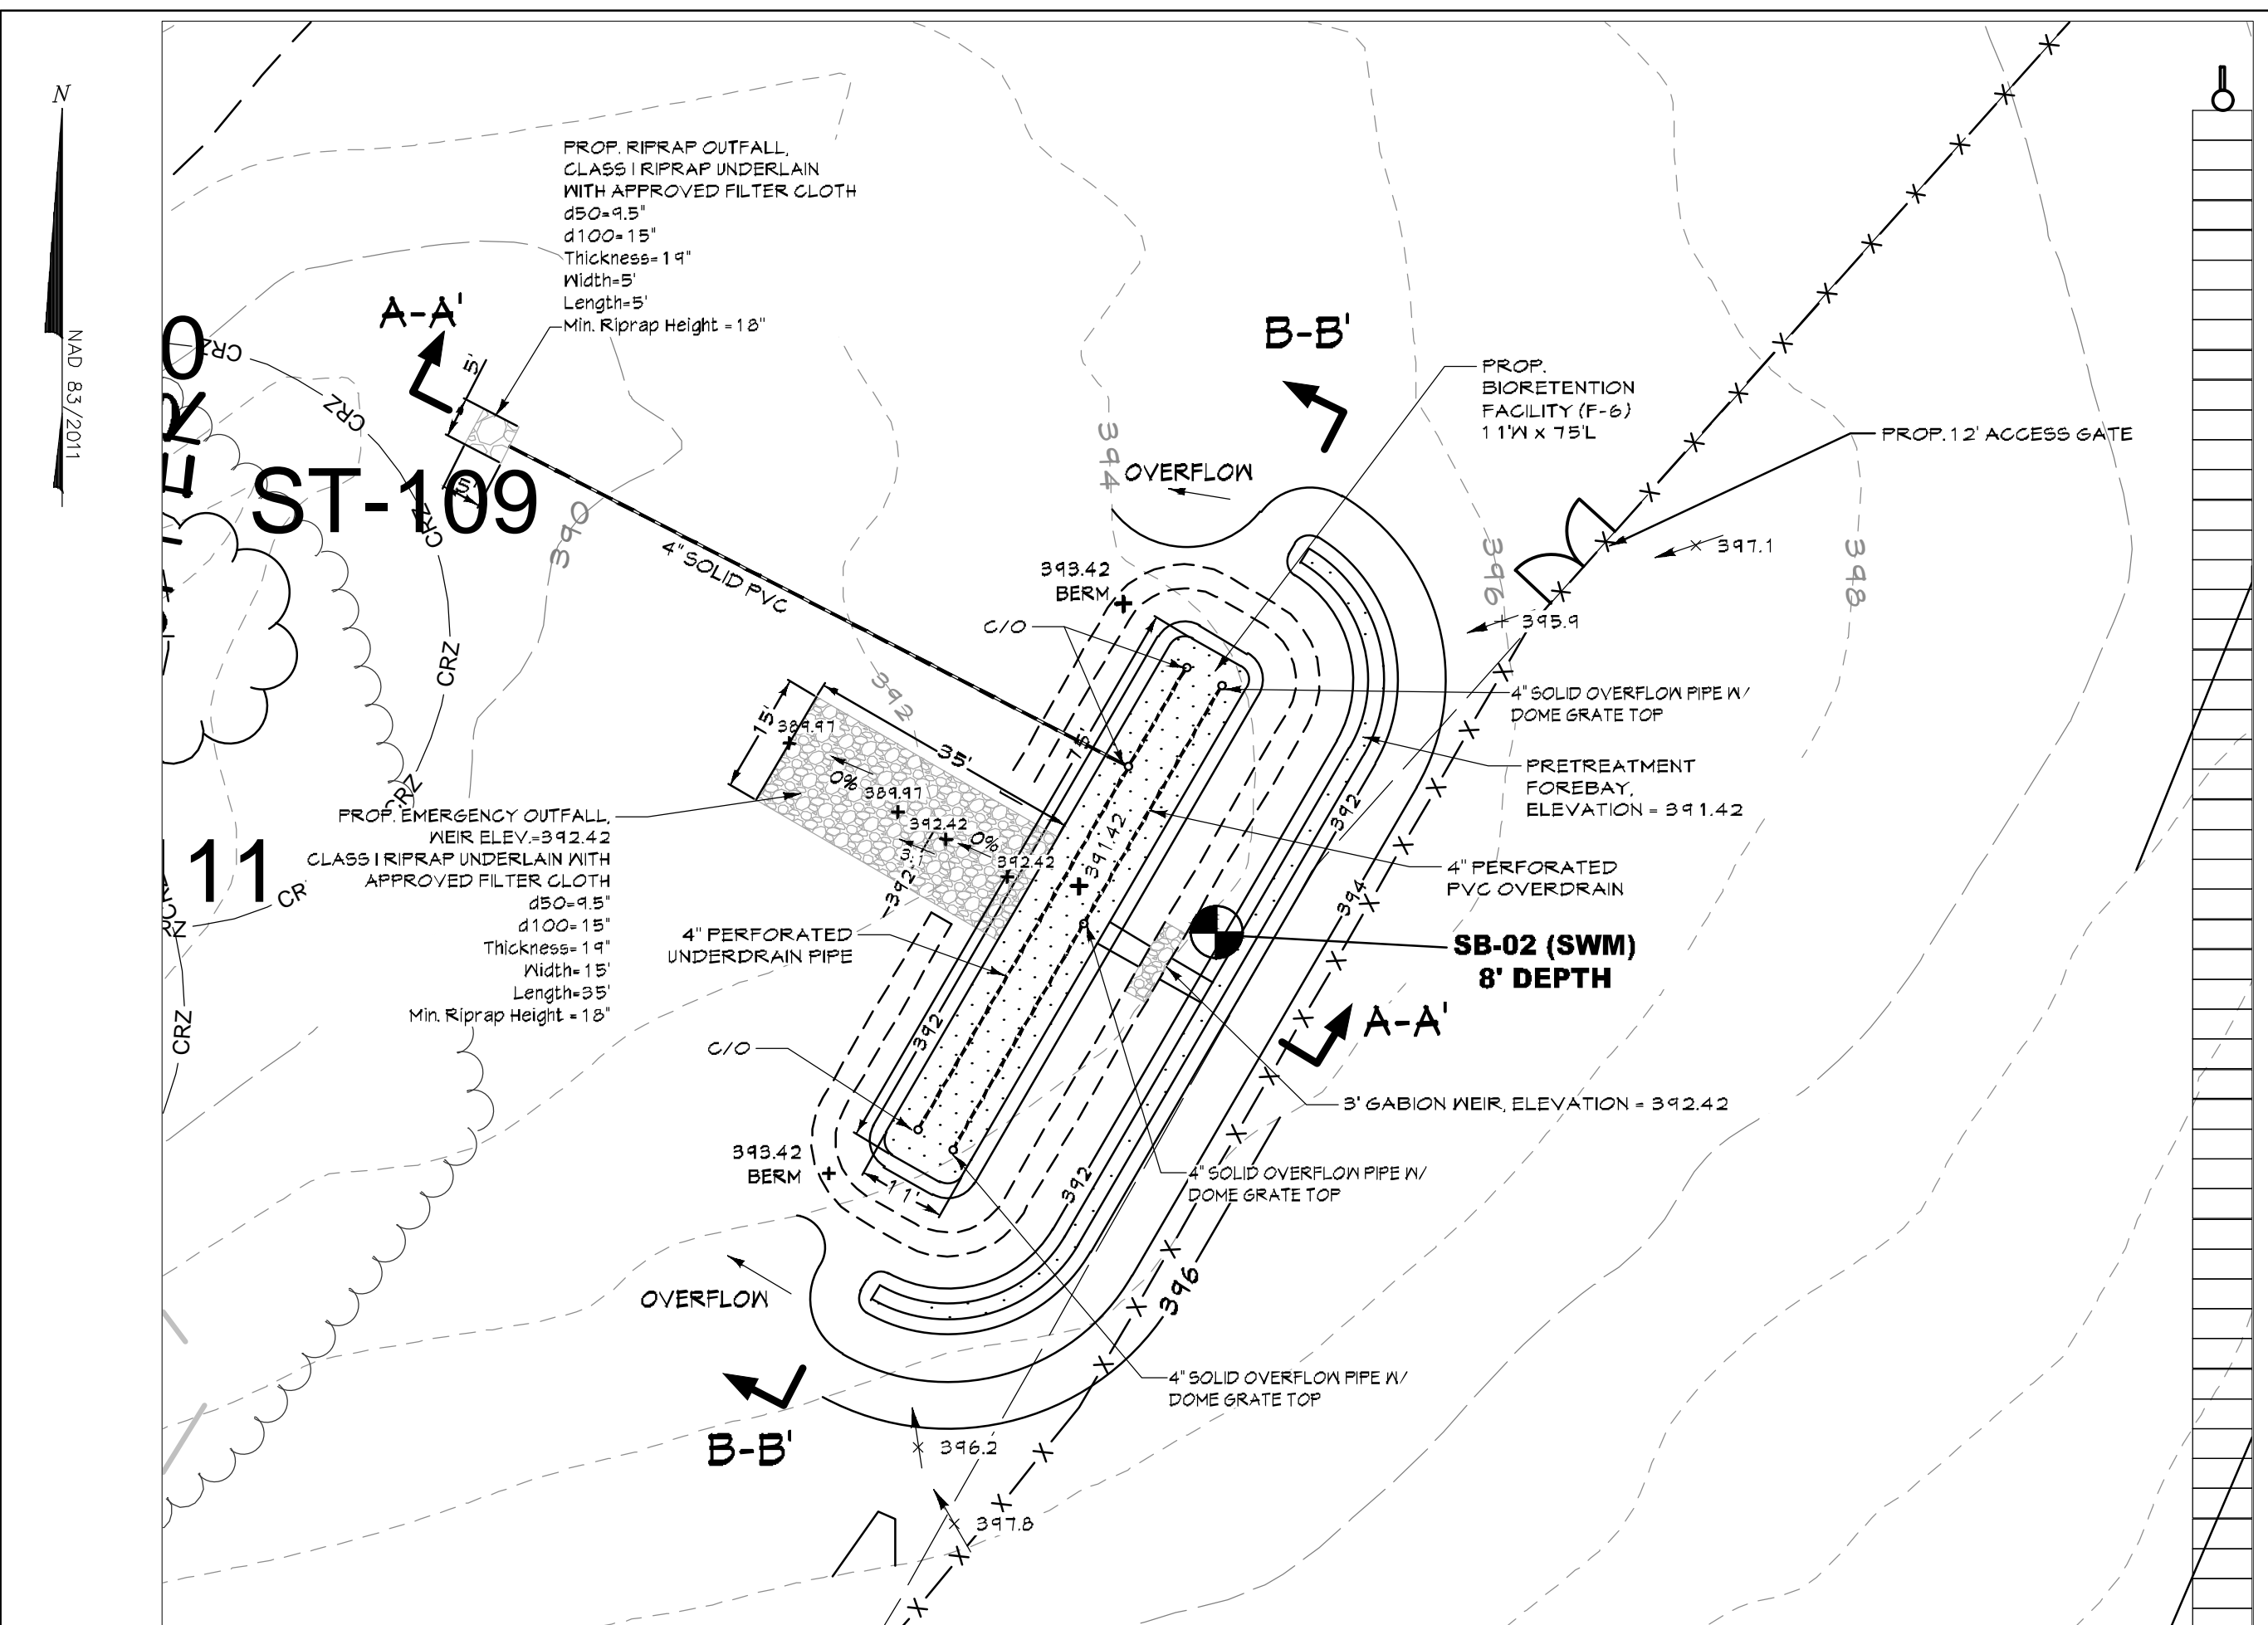 N
NAD 83/2011
PROP. RIPRAP OUTFALL,
CLASS I RIPRAP UNDERLAIN
WITH APPROVED FILTER CLOTH
d50=9.5"
d100=15"
Thickness=19"
Width=5'
Length=5'
Min. Riprap Height = 18"
A-A'
5'
5'
CRZ
CRZ
CRZ
CRZ
CRZ
CRZ
ST-109
390
4" SOLID PVC
B-B'
394
OVERFLOW
PROP.
BIORETENTION
FACILITY (F-6)
11'W x 75'L
PROP. 12' ACCESS GATE
397.1
395.9
396
398
393.42
BERM
C/O
392
4" SOLID OVERFLOW PIPE W/
DOME GRATE TOP
PRETREATMENT
FOREBAY,
ELEVATION = 391.42
15'
389.97
35'
75'
0%
389.97
392.42
0%
3:1
392.42
392
391.42
392
394
4" PERFORATED
PVC OVERDRAIN
PROP. EMERGENCY OUTFALL,
WEIR ELEV.=392.42
CLASS I RIPRAP UNDERLAIN WITH
APPROVED FILTER CLOTH
d50=9.5"
d100=15"
Thickness=19"
Width=15'
Length=35'
Min. Riprap Height = 18"
11
4" PERFORATED
UNDERDRAIN PIPE
SB-02 (SWM)
8' DEPTH
A-A'
C/O
392
3' GABION WEIR, ELEVATION = 392.42
393.42
BERM
11'
392
4" SOLID OVERFLOW PIPE W/
DOME GRATE TOP
OVERFLOW
396
4" SOLID OVERFLOW PIPE W/
DOME GRATE TOP
B-B'
396.2
397.8